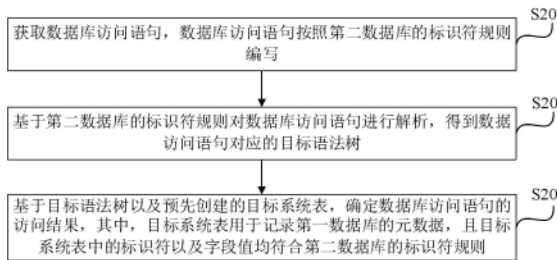 S20
获取数据库访问语句，数据库访问语句按照第二数据库的标识符规则
编写
S20
基于第二数据库的标识符规则对数据库访问语句进行解析，得到数据
访问语句对应的目标语法树
S20
基于目标语法树以及预先创建的目标系统表，确定数据库访问语句的
访问结果，其中，目标系统表用于记录第一数据库的元数据，且目标
系统表中的标识符以及字段值均符合第二数据库的标识符规则